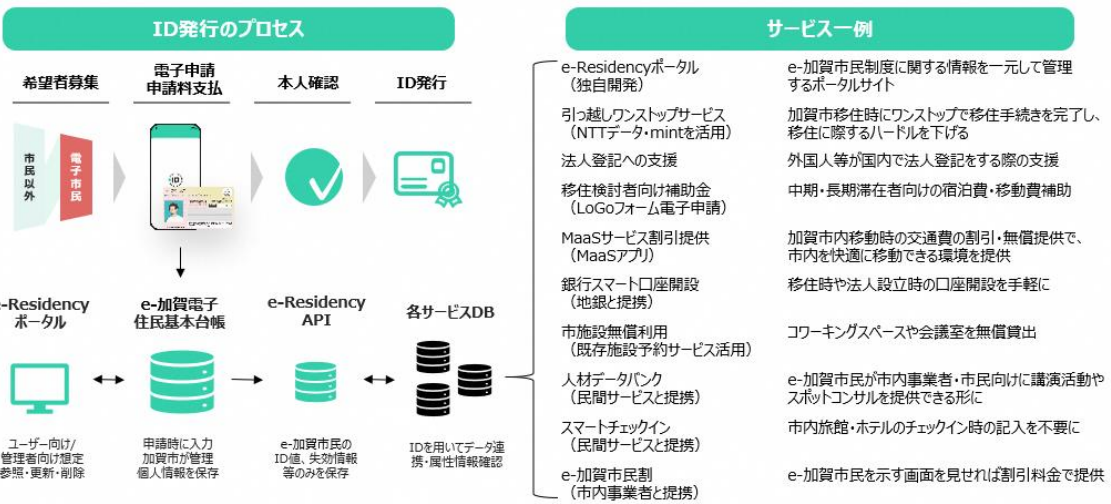 ID発行のプロセス
希望者募集
電子申請
申請料支払
本人確認
ID発行
市民以外
電子市民
ID
e-Residency
ポータル
e-加賀電子
住民基本台帳
e-Residency
API
各サービスDB
ユーザー向け/
管理者向け想定
参照・更新・削除
申請時に入力
加賀市が管理
個人情報を保存
e-加賀市民の
ID値、失効情報
等のみを保存
IDを用いてデータ連
携・属性情報確認
サービス一例
e-Residencyポータル
(独自開発)
e-加賀市民制度に関する情報を一元して管理
するポータルサイト
引っ越しワンストップサービス
(NTTデータ・mintを活用)
加賀市移住時にワンストップで移住手続きを完了し、
移住に際するハードルを下げる
法人登記への支援
外国人等が国内で法人登記をする際の支援
移住検討者向け補助金
(LoGoフォーム電子申請)
中期・長期滞在者向けの宿泊費・移動費補助
MaaSサービス割引提供
(MaaSアプリ)
加賀市内移動時の交通費の割引・無償提供で、
市内を快適に移動できる環境を提供
銀行スマート口座開設
(地銀と提携)
移住時や法人設立時の口座開設を手軽に
市施設無償利用
(既存施設予約サービス活用)
コワーキングスペースや会議室を無償貸出
人材データバンク
(民間サービスと提携)
e-加賀市民が市内事業者・市民向けに講演活動や
スポットコンサルを提供できる形に
スマートチェックイン
(民間サービスと提携)
市内旅館・ホテルのチェックイン時の記入を不要に
e-加賀市民割
(市内事業者と提携)
e-加賀市民を示す画面を見せれば割引料金で提供